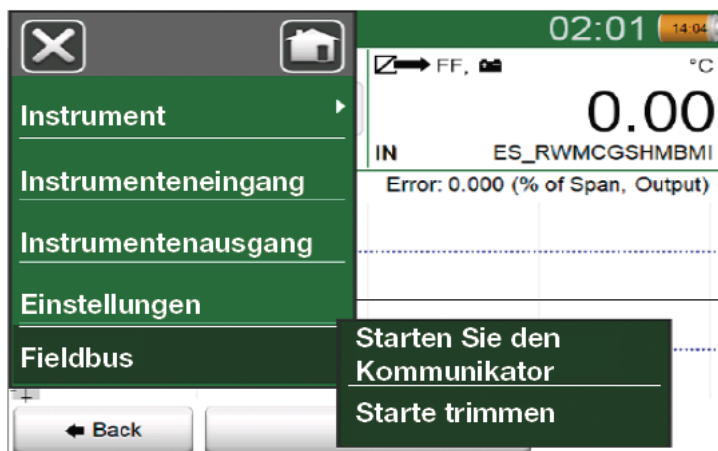 02:01
14:04
FF,
°C
0.00
IN
ES_RWMCGSHMBMI
Error: 0.000 (% of Span, Output)
Instrument
Instrumenteneingang
Instrumentenausgang
Einstellungen
Fieldbus
Starten Sie den
Kommunikator
Starte trimmen
Back